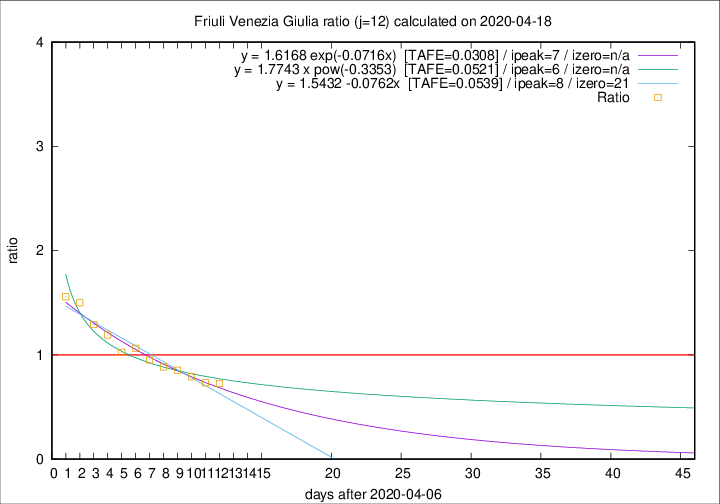 Friuli Venezia Giulia ratio (j=12) calculated on 2020-04-18
y = 1.6168 exp(-0.0716x) [TAFE=0.0308] / ipeak=7 / izero=n/a
y = 1.7743 x pow(-0.3353) [TAFE=0.0521] / ipeak=6 / izero=n/a
y = 1.5432 -0.0762x [TAFE=0.0539] / ipeak=8 / izero=21
Ratio
4
3
2
1
0
ratio
0 1 2 3 4 5 6 7 8 9 10 11 12 13 14 15 20 25 30 35 40 45
days after 2020-04-06